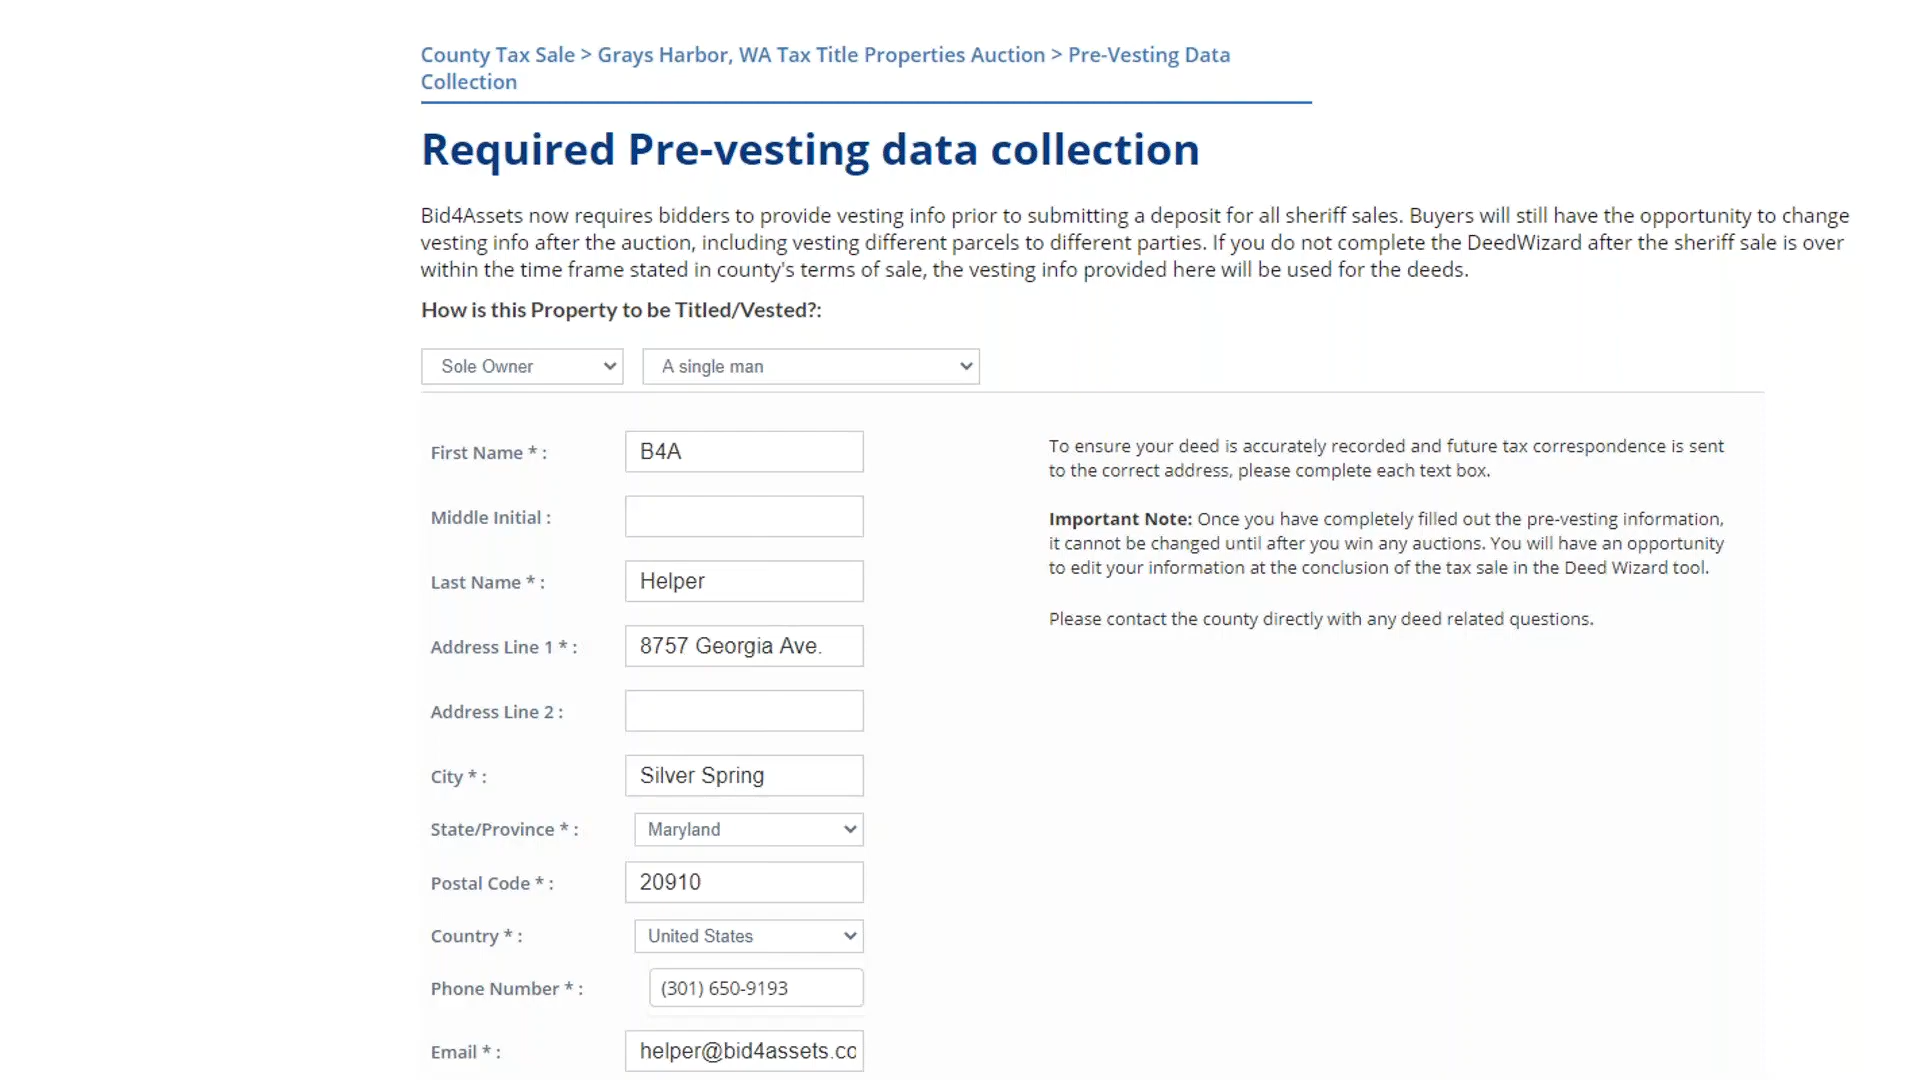 County Tax Sale > Grays Harbor, WA Tax Title Properties Auction > Pre-Vesting Data
Collection
Required Pre-vesting data collection
Bid4Assets now requires bidders to provide vesting info prior to submitting a deposit for all sheriff sales. Buyers will still have the opportunity to change
vesting info after the auction, including vesting different parcels to different parties. If you do not complete the DeedWizard after the sheriff sale is over
within the time frame stated in county's terms of sale, the vesting info provided here will be used for the deeds.
How is this Property to be Titled/Vested?:
Sole Owner A single man
First Name * : B4A
Middle Initial :
Last Name * : Helper
Address Line 1 * : 8757 Georgia Ave.
Address Line 2 :
City * : Silver Spring
State/Province * : Maryland
Postal Code * : 20910
Country * : United States
Phone Number * : (301) 650-9193
Email * : helper@bid4assets.co
To ensure your deed is accurately recorded and future tax correspondence is sent
to the correct address, please complete each text box.
Important Note: Once you have completely filled out the pre-vesting information,
it cannot be changed until after you win any auctions. You will have an opportunity
to edit your information at the conclusion of the tax sale in the Deed Wizard tool.
Please contact the county directly with any deed related questions.